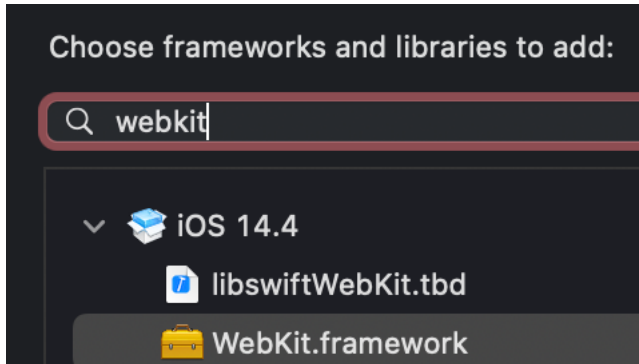 Choose frameworks and libraries to add:
webkit
iOS 14.4
libswiftWebKit.tbd
WebKit.framework